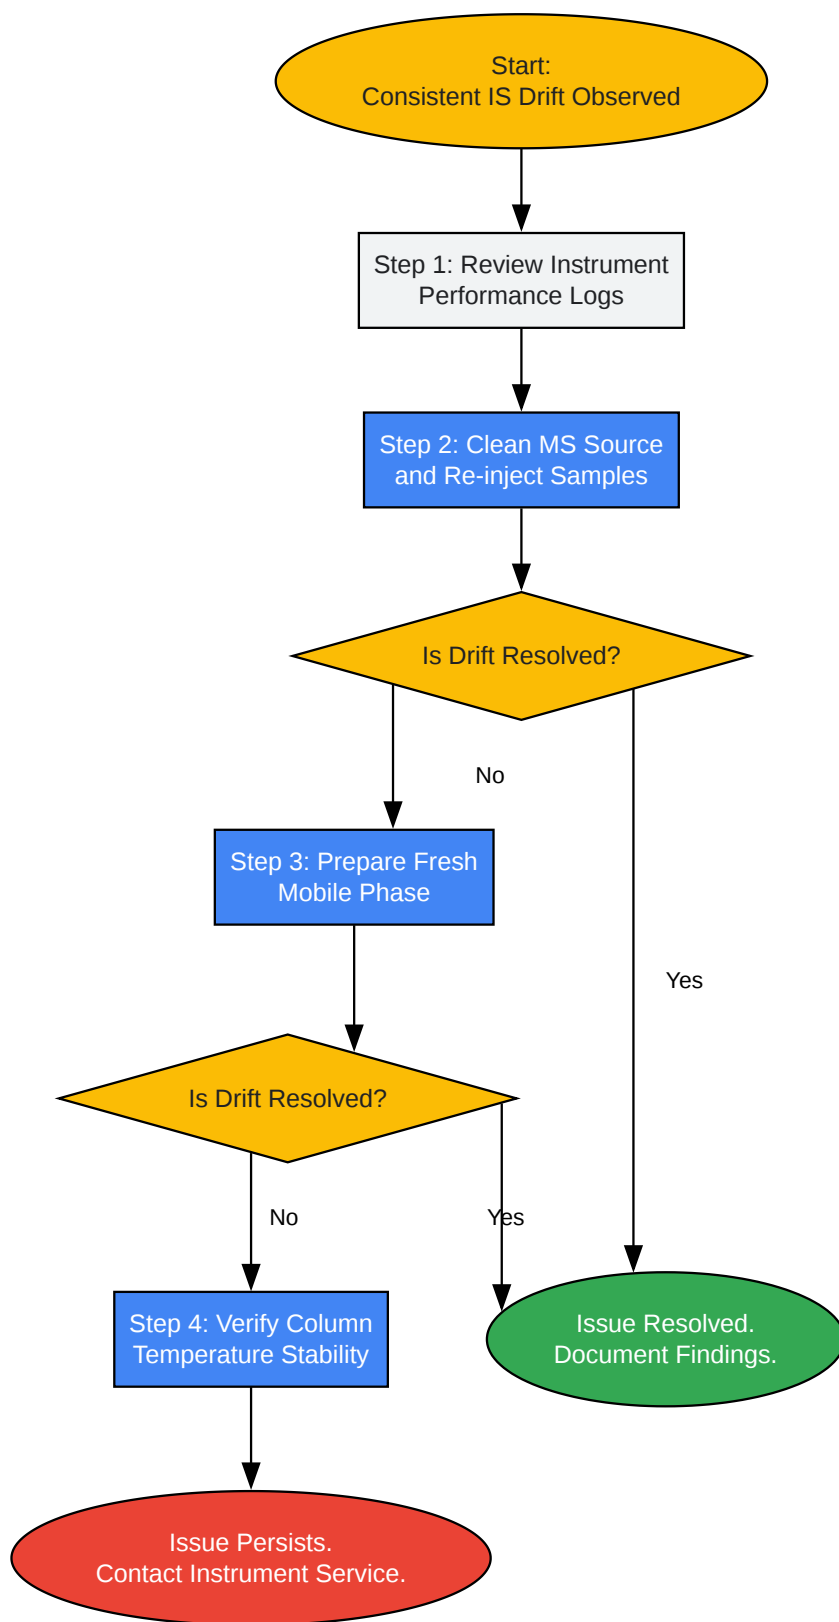 Start:
Consistent IS Drift Observed
Step 1: Review Instrument
Performance Logs
Step 2: Clean MS Source
and Re-inject Samples
Is Drift Resolved?
No
Step 3: Prepare Fresh
Mobile Phase
Yes
Is Drift Resolved?
No
Yes
Step 4: Verify Column
Temperature Stability
Issue Resolved.
Document Findings.
Issue Persists.
Contact Instrument Service.